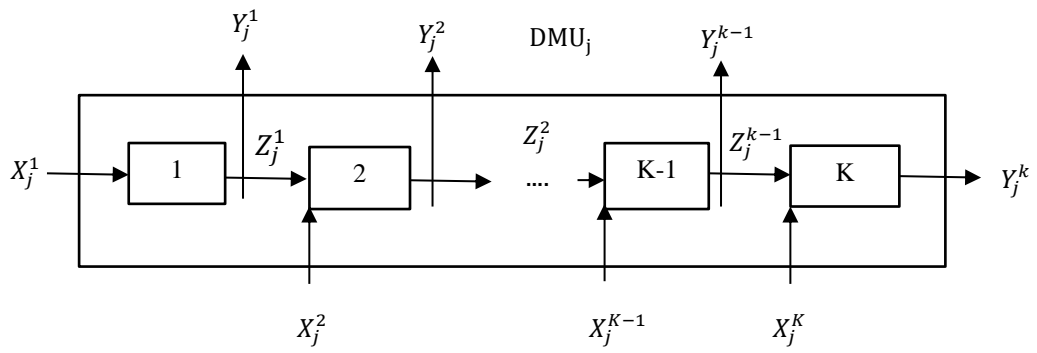 Y_j^1
Y_j^2
DMU_j
Y_j^{k-1}
Z_j^1
Z_j^2
Z_j^{k-1}
X_j^1
1
2
....
K-1
K
Y_j^k
X_j^2
X_j^{K-1}
X_j^K